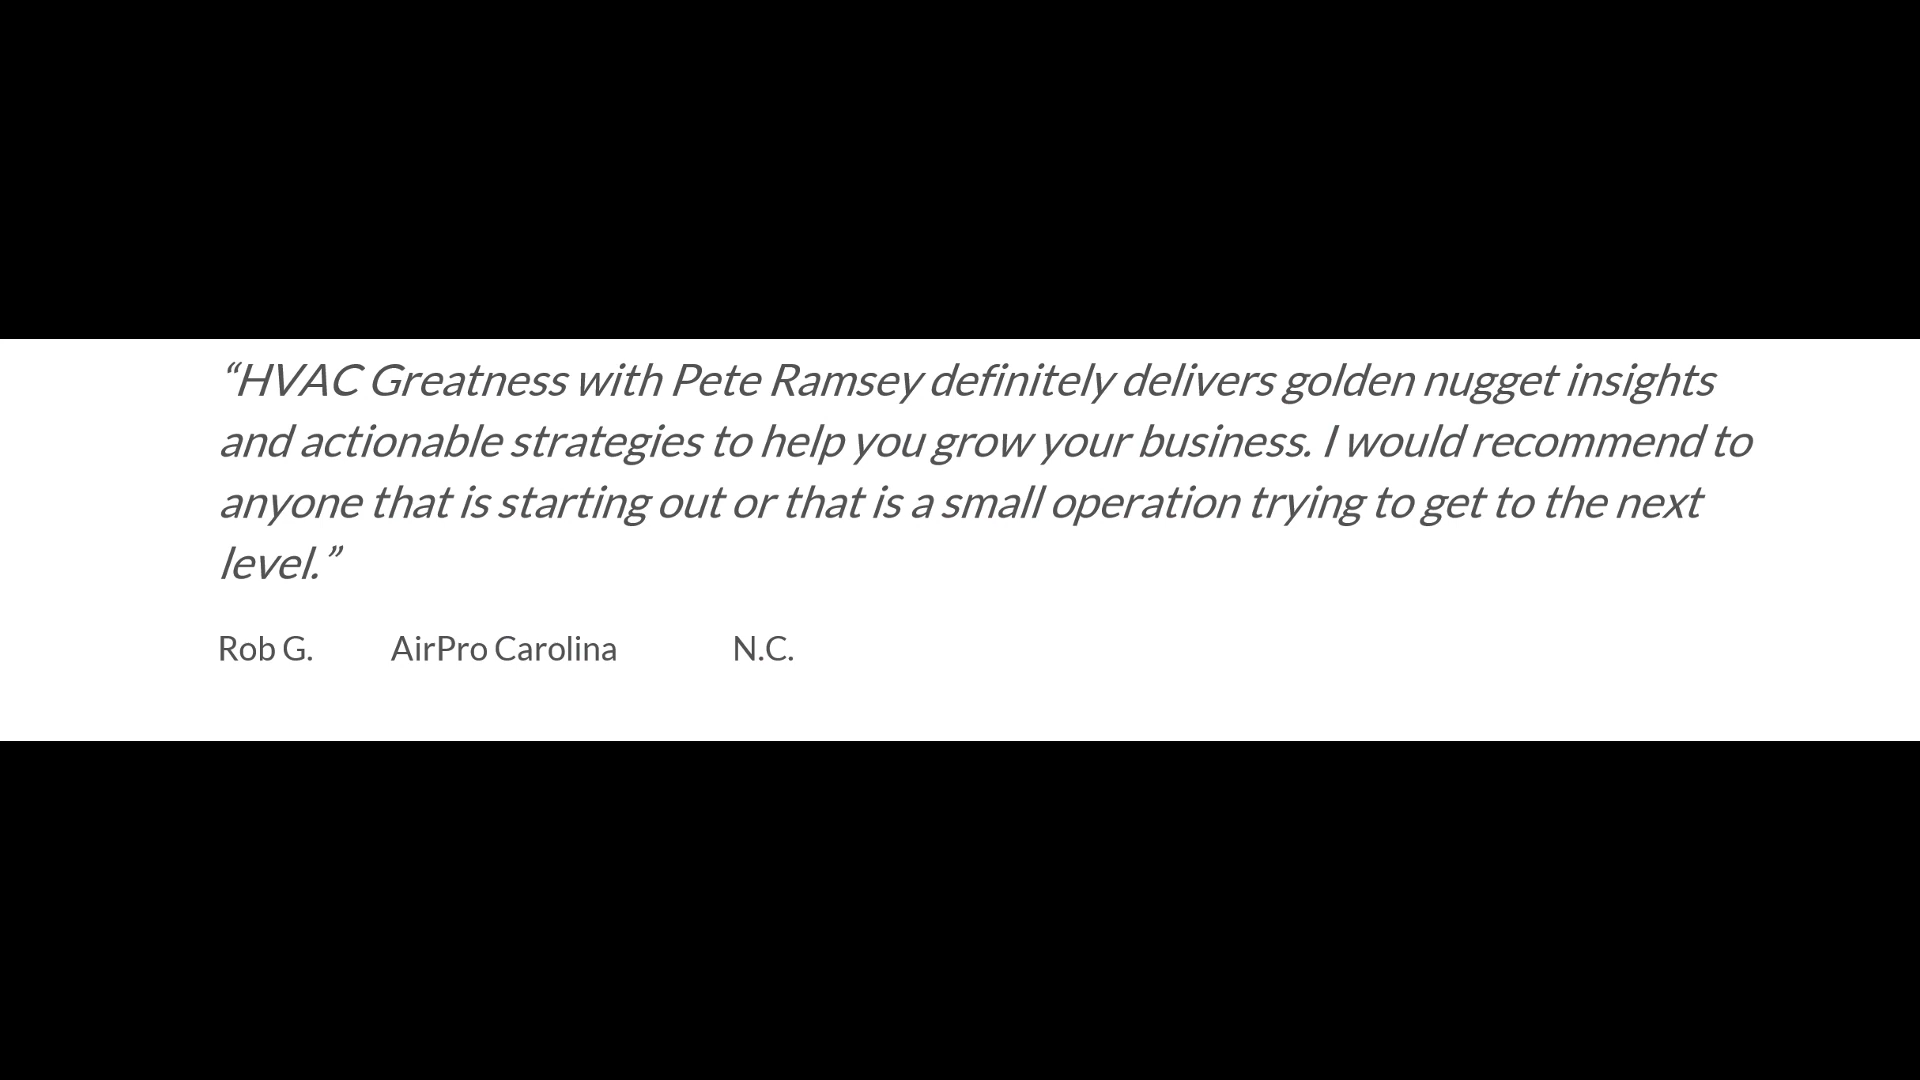 “HVAC Greatness with Pete Ramsey definitely delivers golden nugget insights
and actionable strategies to help you grow your business. I would recommend to
anyone that is starting out or that is a small operation trying to get to the next
level.”
Rob G. AirPro Carolina N.C.